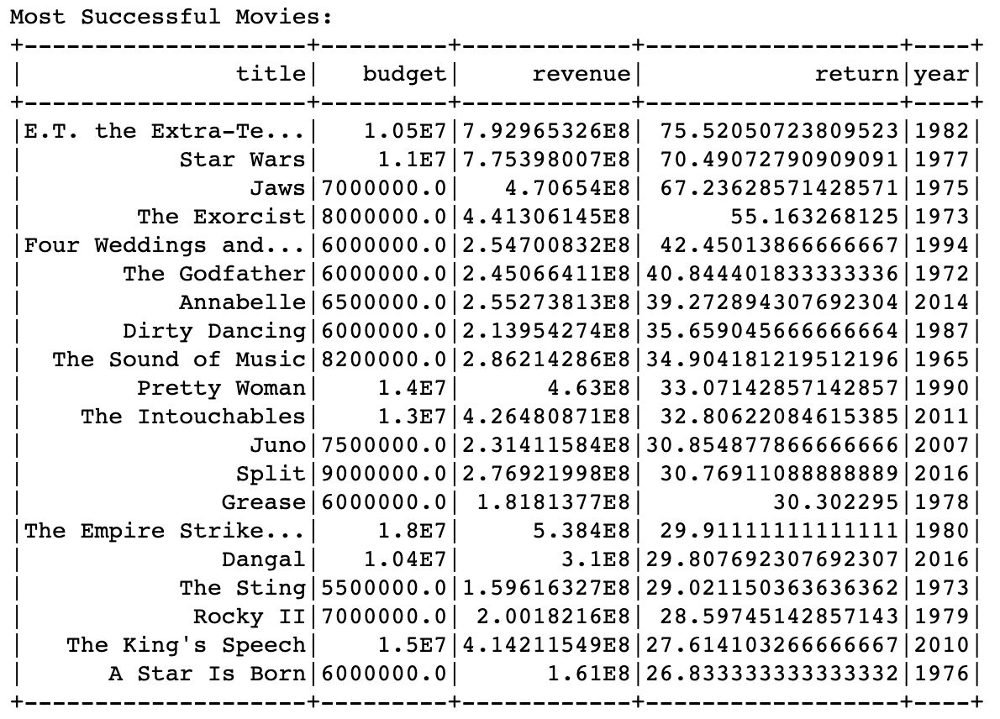 Most Successful Movies:
+--------------------+---------+------------+------------------+----+
|               title|   budget|     revenue|            return|year|
+--------------------+---------+------------+------------------+----+
|E.T. the Extra-Te...|   1.05E7|7.92965326E8| 75.52050723809523|1982|
|           Star Wars|    1.1E7|7.75398007E8| 70.49072790909091|1977|
|                Jaws|7000000.0|   4.70654E8| 67.23628571428571|1975|
|        The Exorcist|8000000.0|4.41306145E8|      55.163268125|1973|
|Four Weddings and...|6000000.0|2.54700832E8| 42.45013866666667|1994|
|       The Godfather|6000000.0|2.45066411E8|40.844401833333336|1972|
|           Annabelle|6500000.0|2.55273813E8|39.272894307692304|2014|
|       Dirty Dancing|6000000.0|2.13954274E8|35.659045666666664|1987|
|  The Sound of Music|8200000.0|2.86214286E8|34.904181219512196|1965|
|        Pretty Woman|    1.4E7|      4.63E8| 33.07142857142857|1990|
|    The Intouchables|    1.3E7|4.26480871E8| 32.80622084615385|2011|
|                Juno|7500000.0|2.31411584E8|30.854877866666666|2007|
|               Split|9000000.0|2.76921998E8| 30.76911088888889|2016|
|              Grease|6000000.0| 1.8181377E8|         30.302295|1978|
|The Empire Strike...|    1.8E7|     5.384E8| 29.91111111111111|1980|
|              Dangal|   1.04E7|       3.1E8|29.807692307692307|2016|
|           The Sting|5500000.0|1.59616327E8|29.021150363636362|1973|
|            Rocky II|7000000.0| 2.0018216E8| 28.59745142857143|1979|
|   The King's Speech|    1.5E7|4.14211549E8|27.614103266666667|2010|
|      A Star Is Born|6000000.0|      1.61E8|26.833333333333332|1976|
+--------------------+---------+------------+------------------+----+